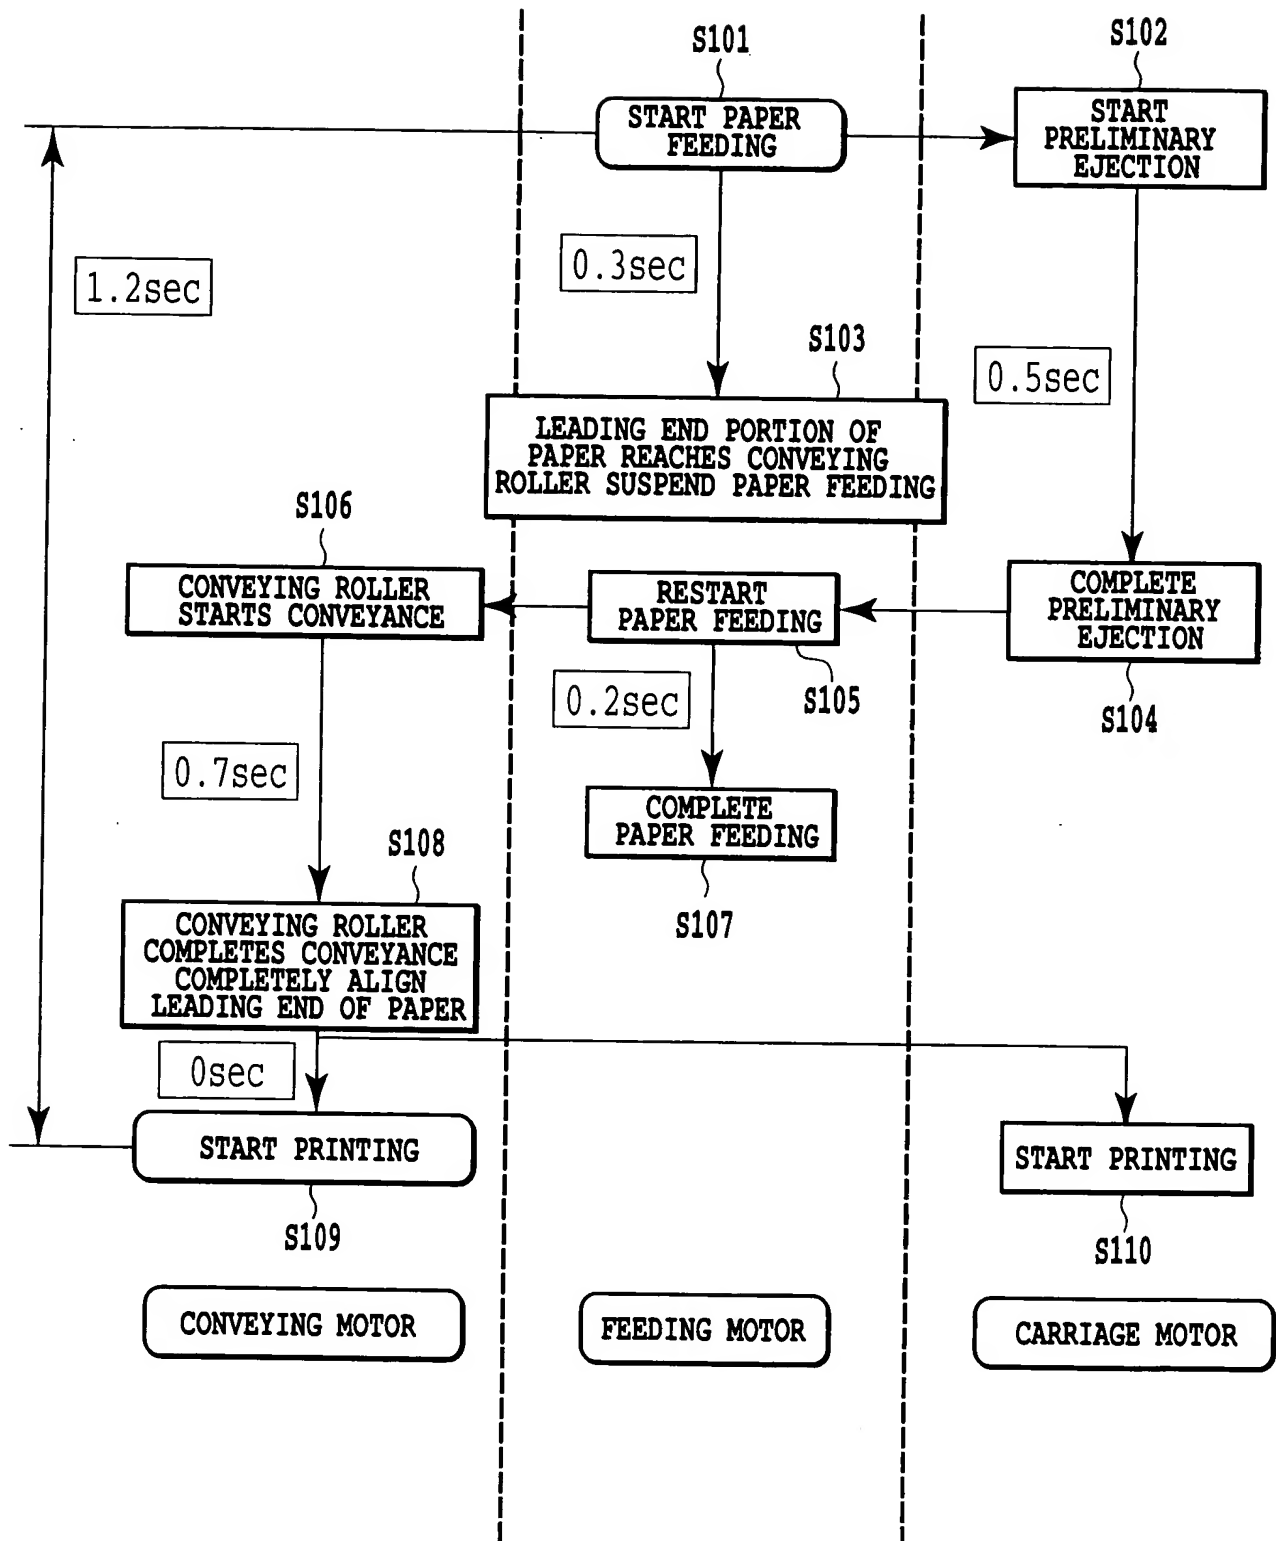 S101
S102
START PAPER
FEEDING
START
PRELIMINARY
EJECTION
1.2sec
0.3sec
S103
0.5sec
LEADING END PORTION OF
PAPER REACHES CONVEYING
ROLLER SUSPEND PAPER FEEDING
S106
CONVEYING ROLLER
STARTS CONVEYANCE
RESTART
PAPER FEEDING
COMPLETE
PRELIMINARY
EJECTION
0.2sec
S105
S104
0.7sec
COMPLETE
PAPER FEEDING
S108
S107
CONVEYING ROLLER
COMPLETES CONVEYANCE
COMPLETELY ALIGN
LEADING END OF PAPER
0sec
START PRINTING
START PRINTING
S109
S110
CONVEYING MOTOR
FEEDING MOTOR
CARRIAGE MOTOR